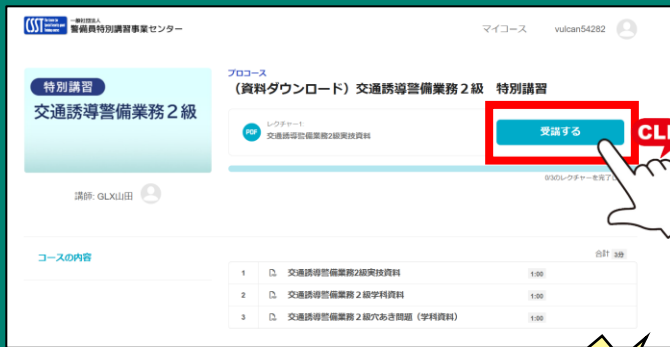 CSST
一般社団法人
警備員特別講習事業センター
マイコース
vulcan54282
特別講習
交通誘導警備業務２級
講師: GLX山田
プロコース
（資料ダウンロード）交通誘導警備業務２級　特別講習
PDF
レクチャー1:
交通誘導警備業務2級実技資料
受講する
0/3のレクチャーを完了し
コースの内容
合計 3分
1 交通誘導警備業務2級実技資料 1:00
2 交通誘導警備業務２級学科資料 1:00
3 交通誘導警備業務２級穴あき問題（学科資料） 1:00